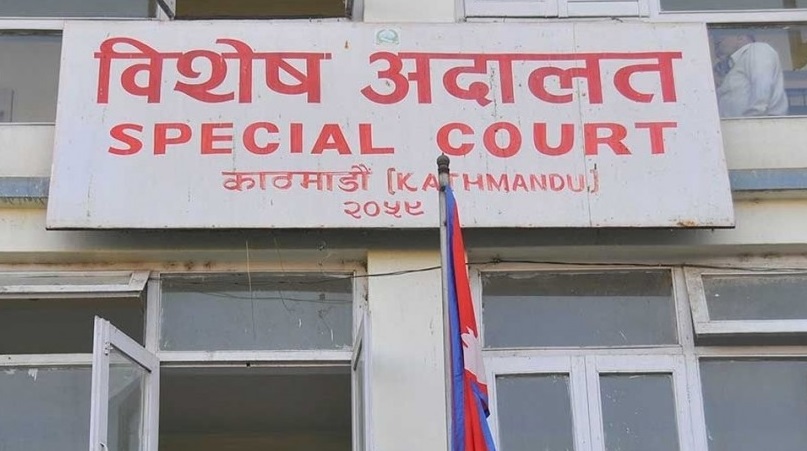 विशेष अदालत
SPECIAL COURT
काठमाडौं [KATHMANDU]
२०५९